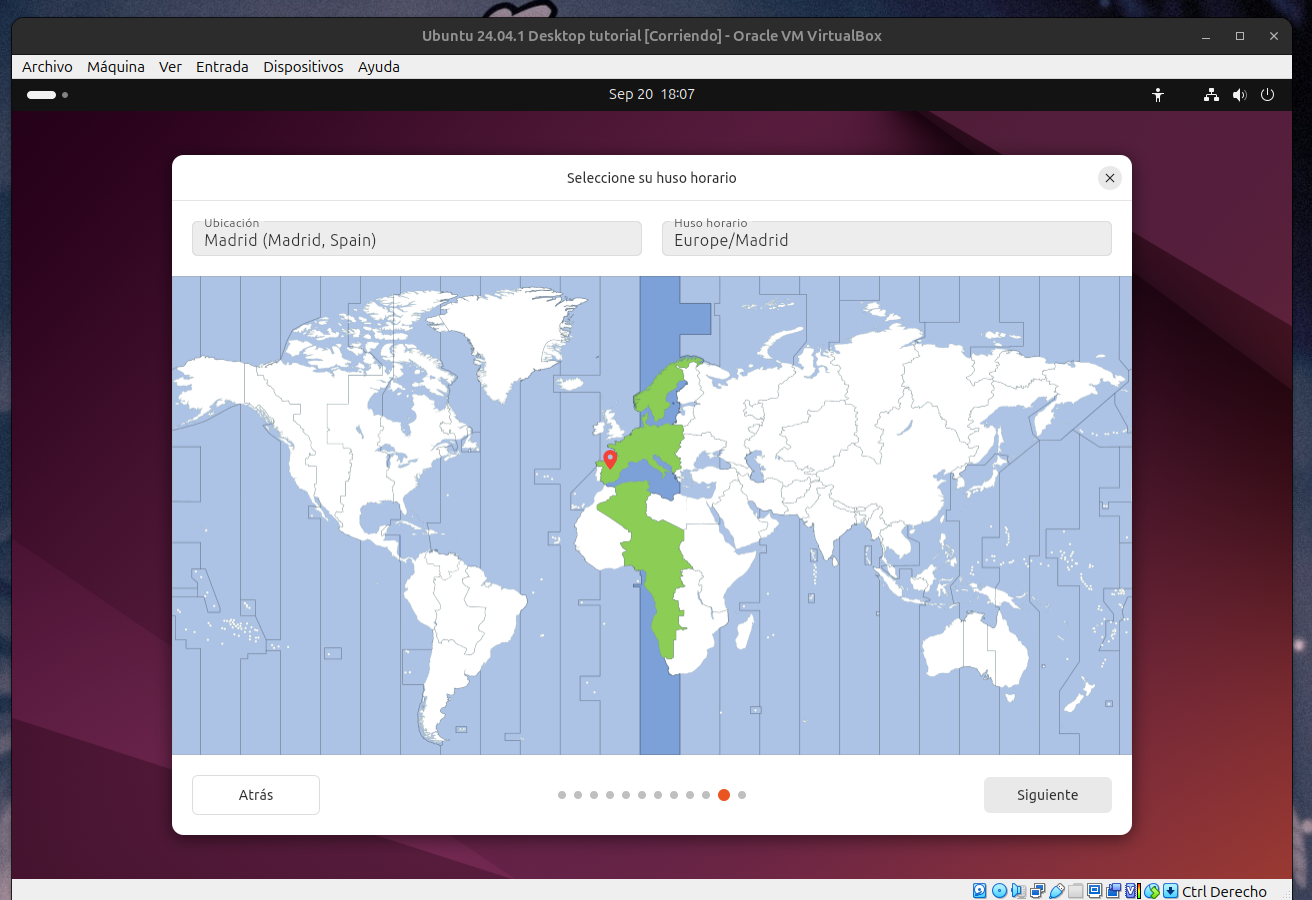 Ubuntu 24.04.1 Desktop tutorial [Corriendo] - Oracle VM VirtualBox
Archivo Máquina Ver Entrada Dispositivos Ayuda
Sep 20 18:07
Seleccione su huso horario
Ubicación
Madrid (Madrid, Spain)
Huso horario
Europe/Madrid
Atrás
Siguiente
Ctrl Derecho